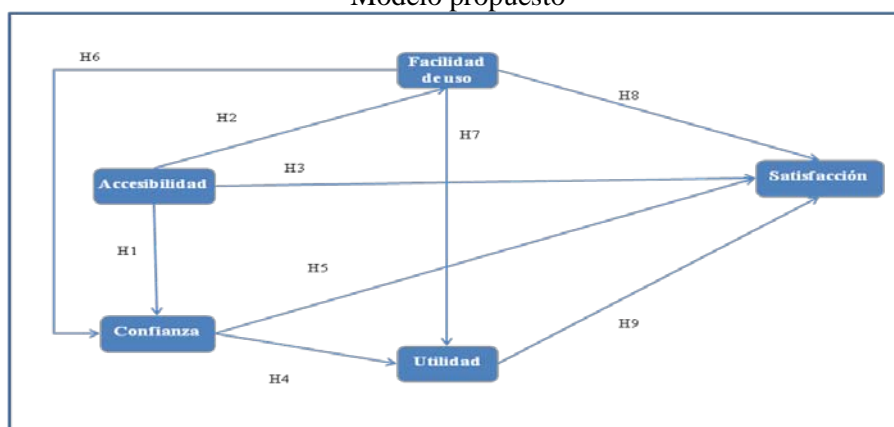 Modelo propuesto
H6
Facilidad
de uso
H2
H7
H8
Accesibilidad
H3
Satisfacción
H1
H5
Confianza
H9
Utilidad
H4